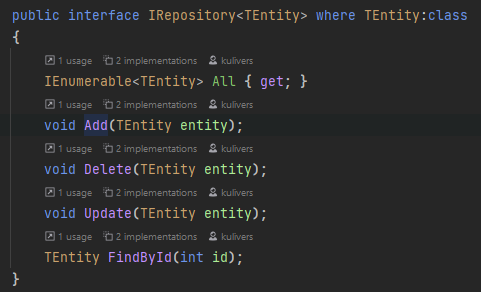 public interface IRepository<TEntity> where TEntity:class
{
1 usage 2 implementations kulivers
IEnumerable<TEntity> All { get; }
1 usage 2 implementations kulivers
void Add(TEntity entity);
1 usage 2 implementations kulivers
void Delete(TEntity entity);
1 usage 2 implementations kulivers
void Update(TEntity entity);
1 usage 2 implementations kulivers
TEntity FindById(int id);
}